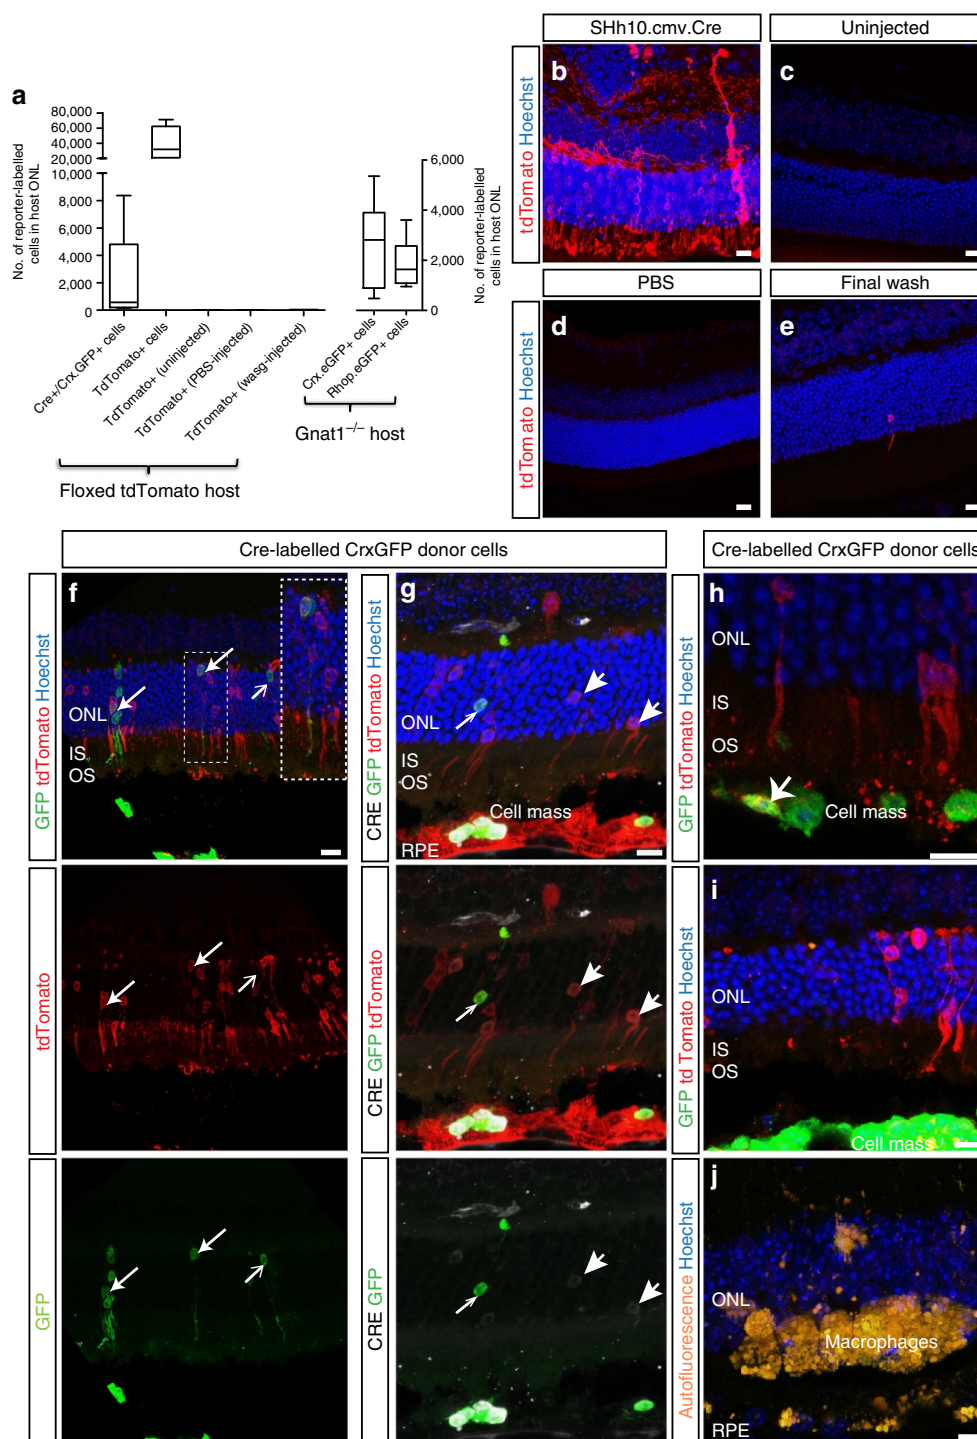 a
No. of reporter-labelled
cells in host ONL
80,000
60,000
40,000
20,000
10,000
8,000
6,000
4,000
2,000
0
Cre+/Crx.GFP+ cells
TdTomato+ cells
TdTomato+ (uninjected)
TdTomato+ (PBS-injected)
TdTomato+ (wasg-injected)
Floxed tdTomato host
6,000
4,000
2,000
0
No. of reporter-labelled
cells in host ONL
Crx.eGFP+ cells
Rhop.eGFP+ cells
Gnat1–/– host
SHh10.cmv.Cre
Uninjected
tdTomato Hoechst
b
c
PBS
Final wash
tdTomato Hoechst
d
e
Cre-labelled CrxGFP donor cells
Cre-labelled CrxGFP donor cells
GFP tdTomato Hoechst
f
ONL
IS
OS
CRE GFP tdTomato Hoechst
g
ONL
IS
OS
Cell mass
RPE
GFP tdTomato Hoechst
h
ONL
IS
OS
Cell mass
tdTomato
CRE GFP tdTomato
GFP td Tomato Hoechst
i
ONL
IS
OS
Cell mass
GFP
CRE GFP
Autofluorescence Hoechst
j
ONL
Macrophages
RPE